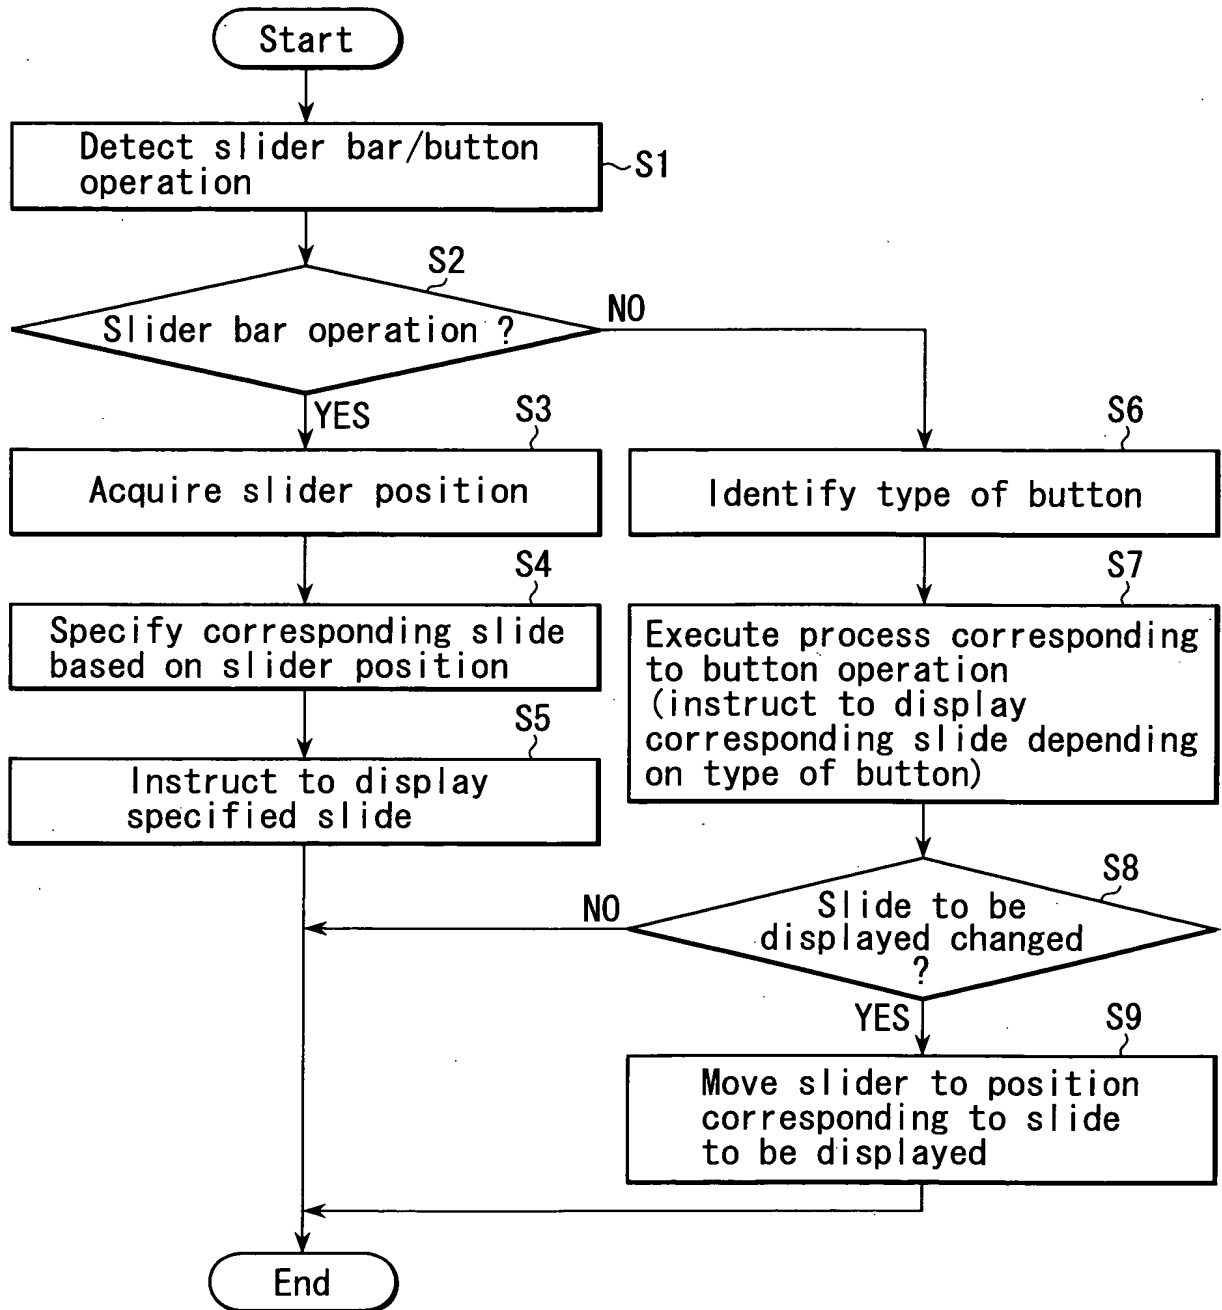 Start
Detect slider bar/button
operation
S1
S2
Slider bar operation ?
NO
YES
S3
Acquire slider position
S4
Specify corresponding slide
based on slider position
S5
Instruct to display
specified slide
S6
Identify type of button
S7
Execute process corresponding
to button operation
(instruct to display
corresponding slide depending
on type of button)
S8
Slide to be
displayed changed
?
NO
YES
S9
Move slider to position
corresponding to slide
to be displayed
End